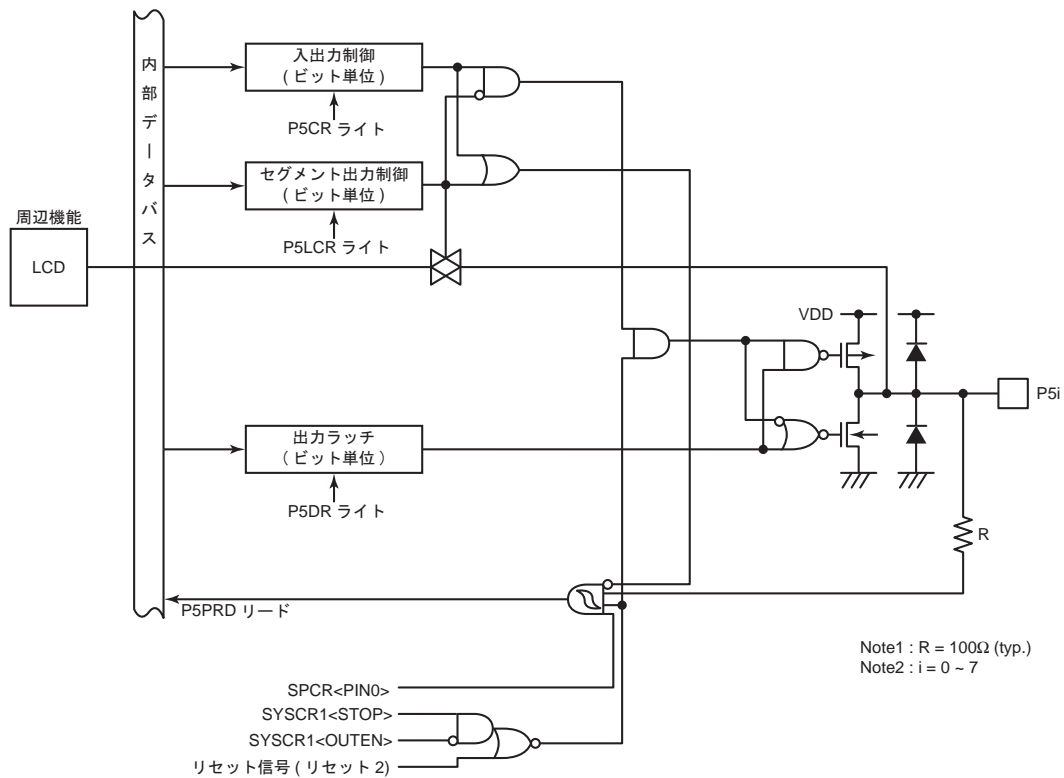 内部データバス
入出力制御
( ビット単位 )
P5CR ライト
セグメント出力制御
( ビット単位 )
P5LCR ライト
周辺機能
LCD
VDD
P5i
出力ラッチ
( ビット単位 )
P5DR ライト
R
P5PRD リード
Note1 : R = 100Ω (typ.)
Note2 : i = 0 ~ 7
SPCR<PIN0>
SYSCR1<STOP>
SYSCR1<OUTEN>
リセット信号 ( リセット 2)